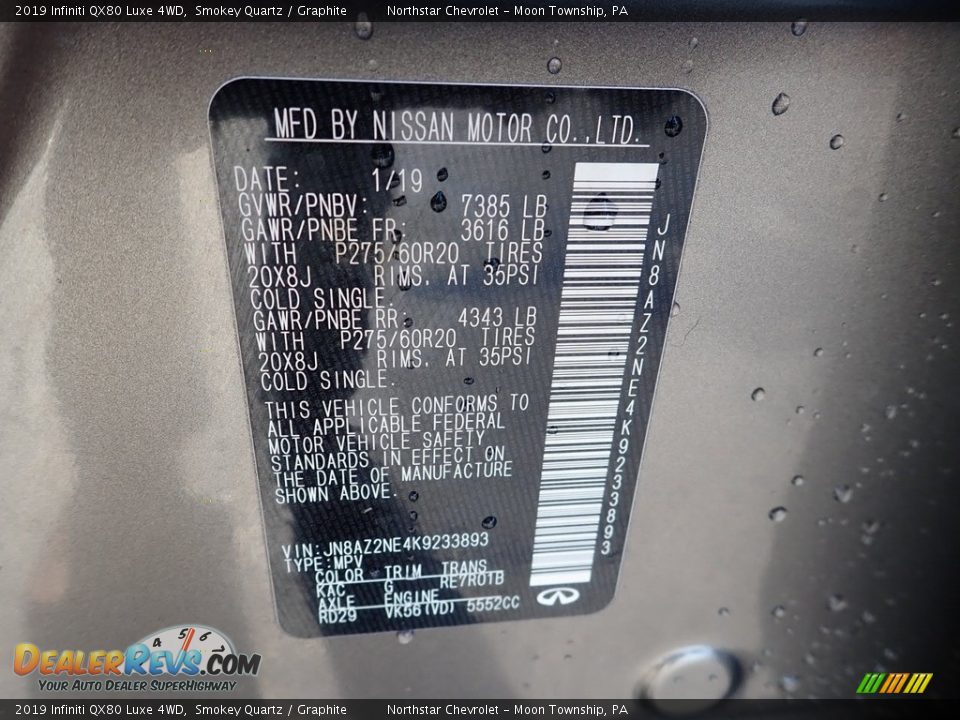 2019 Infiniti QX80 Luxe 4WD, Smokey Quartz / Graphite Northstar Chevrolet - Moon Township, PA
MFD BY NISSAN MOTOR CO.,LTD.
DATE: 1/19
GVWR/PNBV: 7385 LB
GAWR/PNBE FR: 3616 LB
WITH P275/60R20 TIRES
20X8J RIMS, AT 35PSI
COLD SINGLE.
GAWR/PNBE RR: 4343 LB
WITH P275/60R20 TIRES
20X8J RIMS, AT 35PSI
COLD SINGLE.
THIS VEHICLE CONFORMS TO
ALL APPLICABLE FEDERAL
MOTOR VEHICLE SAFETY
STANDARDS IN EFFECT ON
THE DATE OF MANUFACTURE
SHOWN ABOVE.
VIN:JN8AZ2NE4K9233893
TYPE:MPV
COLOR TRIM TRANS
KAC G RE7R01B
AXLE ENGINE
RD29 VK56(VD) 5552CC
JN8AZ2NE4K9233893
4 5 6
DealerRevs.com
Your Auto Dealer SuperHighway
2019 Infiniti QX80 Luxe 4WD, Smokey Quartz / Graphite Northstar Chevrolet - Moon Township, PA